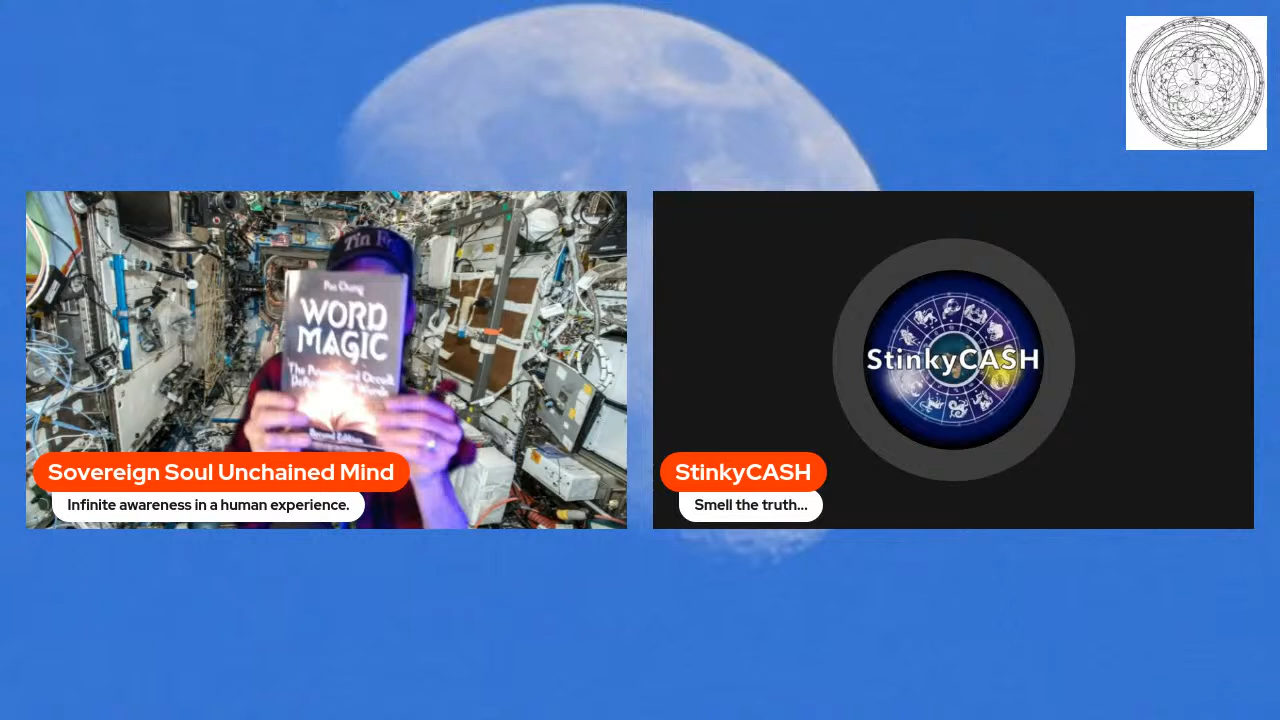 Tin
Pao Chang
WORD
MAGIC
The Powers and Occult
Second Edition
Sovereign Soul Unchained Mind
Infinite awareness in a human experience.
StinkyCASH
StinkyCASH
Smell the truth...